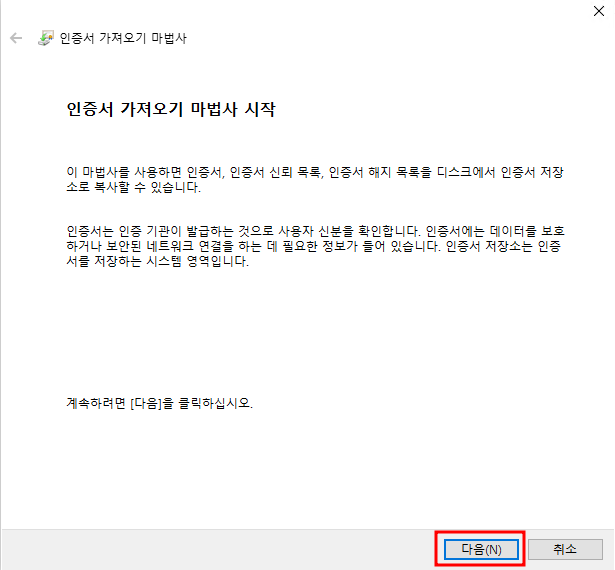 인증서 가져오기 마법사
인증서 가져오기 마법사 시작
이 마법사를 사용하면 인증서, 인증서 신뢰 목록, 인증서 해지 목록을 디스크에서 인증서 저장
소로 복사할 수 있습니다.
인증서는 인증 기관이 발급하는 것으로 사용자 신분을 확인합니다. 인증서에는 데이터를 보호
하거나 보안된 네트워크 연결을 하는 데 필요한 정보가 들어 있습니다. 인증서 저장소는 인증
서를 저장하는 시스템 영역입니다.
계속하려면 [다음]을 클릭하십시오.
다음(N)
취소